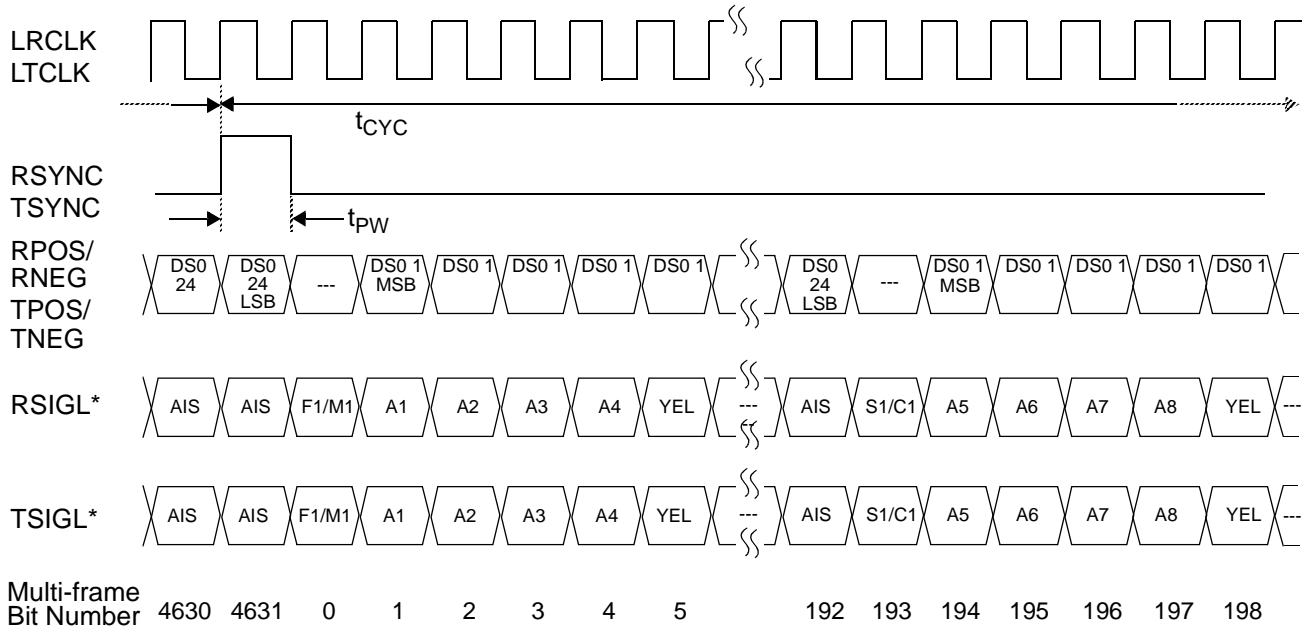 LRCLK
LTCLK
tCYC
RSYNC
TSYNC
tPW
RPOS/
RNEG
TPOS/
TNEG
DS0 24 DS0 24 LSB --- DS0 1 MSB DS0 1 DS0 1 DS0 1 DS0 1 DS0 24 LSB --- DS0 1 MSB DS0 1 DS0 1 DS0 1 DS0 1
RSIGL* AIS AIS F1/M1 A1 A2 A3 A4 YEL --- AIS S1/C1 A5 A6 A7 A8 YEL ---
TSIGL* AIS AIS F1/M1 A1 A2 A3 A4 YEL --- AIS S1/C1 A5 A6 A7 A8 YEL ---
Multi-frame
Bit Number 4630 4631 0 1 2 3 4 5 192 193 194 195 196 197 198